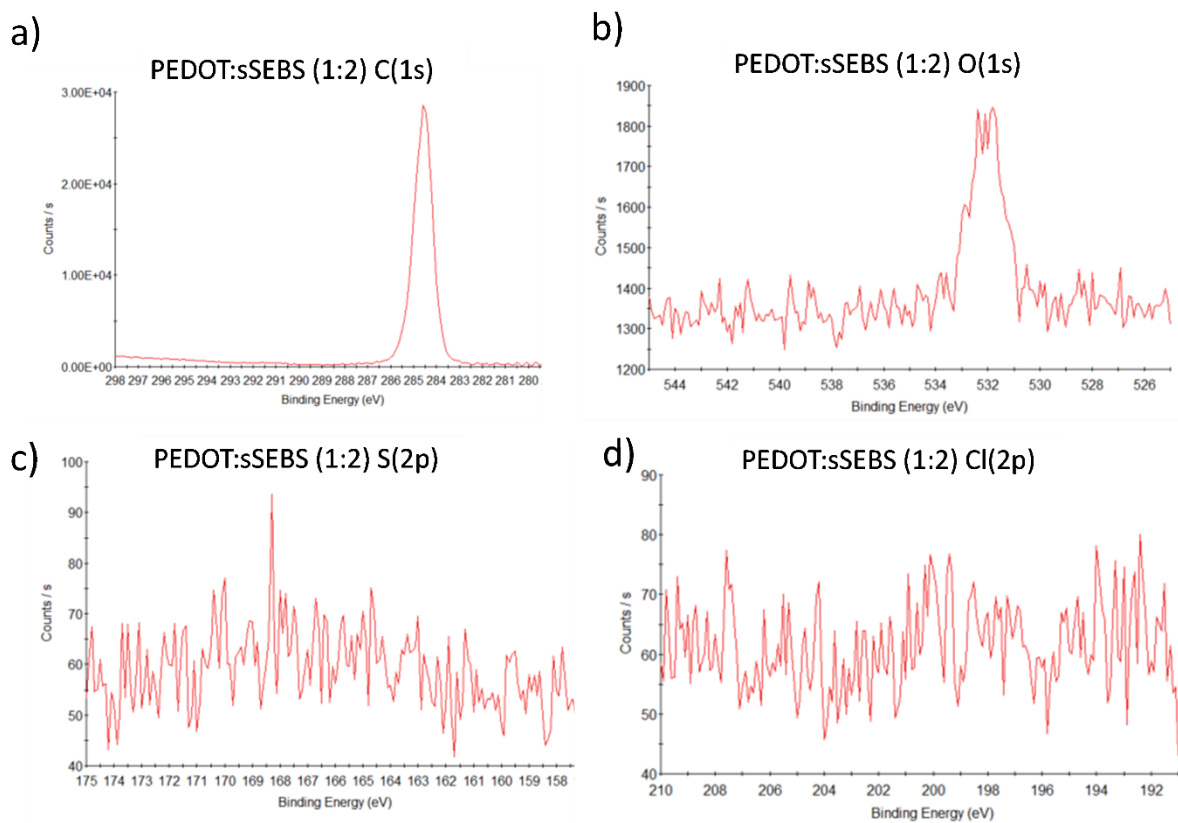 a)
PEDOT:sSEBS (1:2) C(1s)
3.00E+04
2.00E+04
1.00E+04
0.00E+00
Counts / s
298 297 296 295 294 293 292 291 290 289 288 287 286 285 284 283 282 281 280
Binding Energy (eV)
b)
PEDOT:sSEBS (1:2) O(1s)
1900
1800
1700
1600
1500
1400
1300
1200
Counts / s
544 542 540 538 536 534 532 530 528 526
Binding Energy (eV)
c)
PEDOT:sSEBS (1:2) S(2p)
100
90
80
70
60
50
40
Counts / s
175 174 173 172 171 170 169 168 167 166 165 164 163 162 161 160 159 158
Binding Energy (eV)
d)
PEDOT:sSEBS (1:2) Cl(2p)
90
80
70
60
50
40
Counts / s
210 208 206 204 202 200 198 196 194 192
Binding Energy (eV)